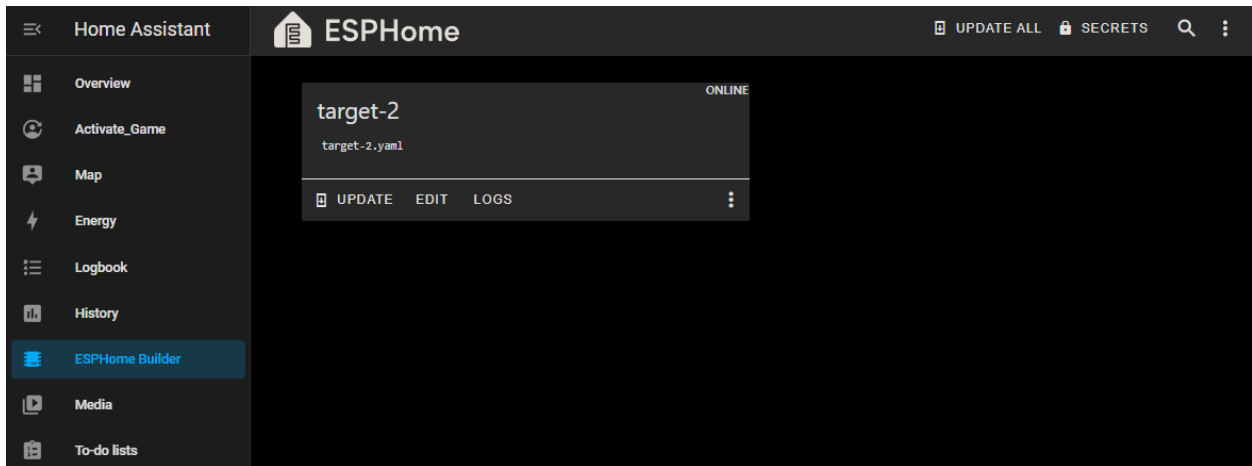 Home Assistant
ESPHome
UPDATE ALL
SECRETS
Overview
Activate_Game
Map
Energy
Logbook
History
ESPHome Builder
Media
To-do lists
ONLINE
target-2
target-2.yaml
UPDATE
EDIT
LOGS